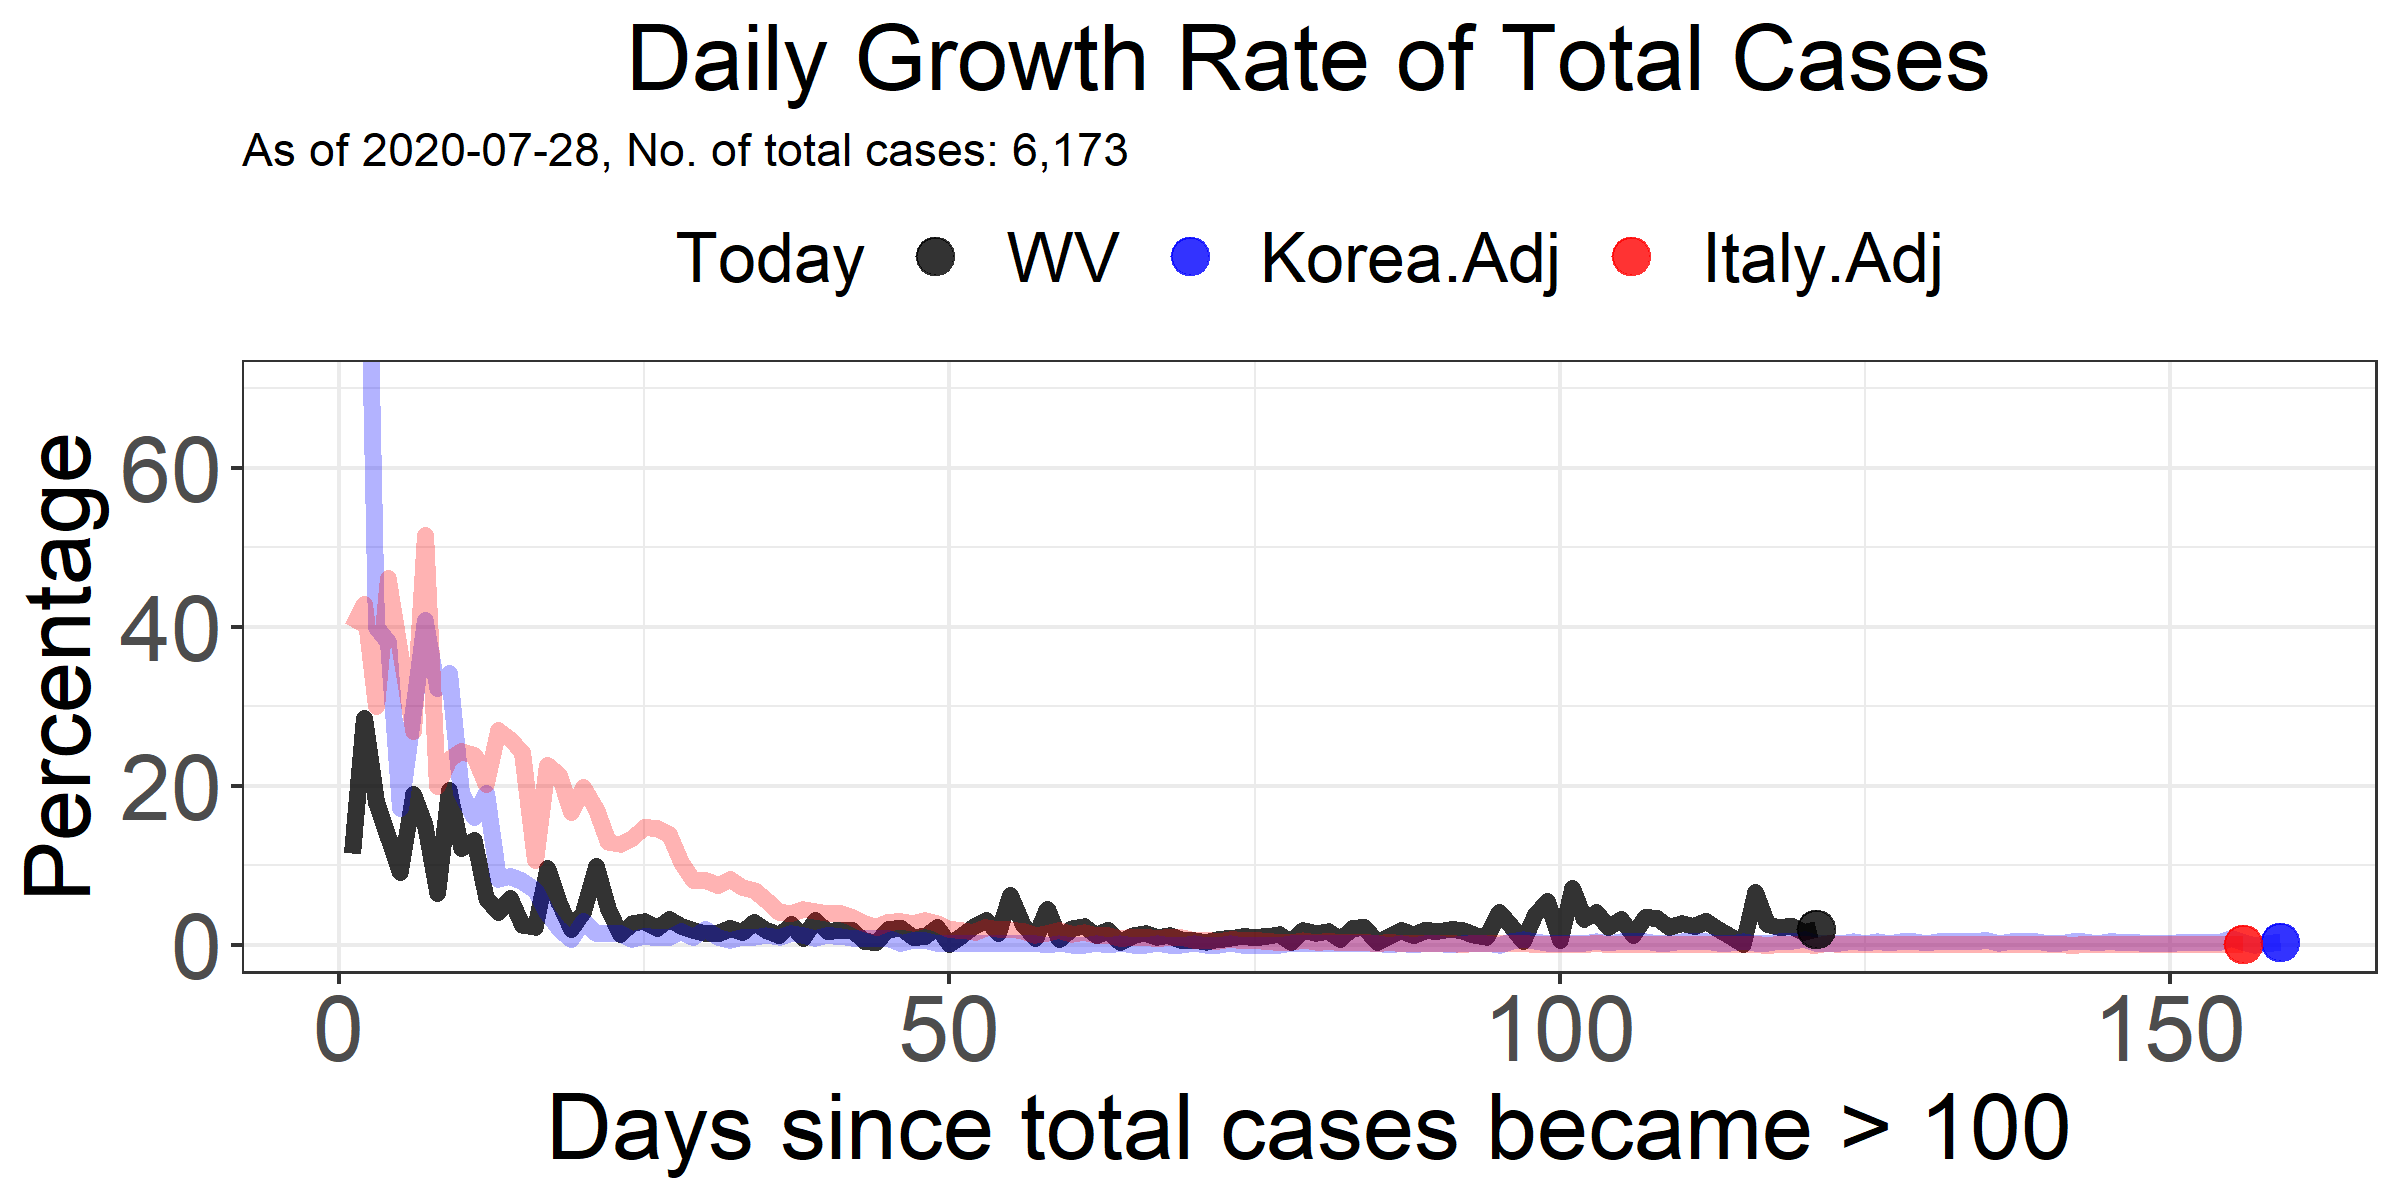 Daily Growth Rate of Total Cases
As of 2020-07-28, No. of total cases: 6,173
Today WV Korea.Adj Italy.Adj
Percentage
60
40
20
0
0 50 100 150
Days since total cases became > 100